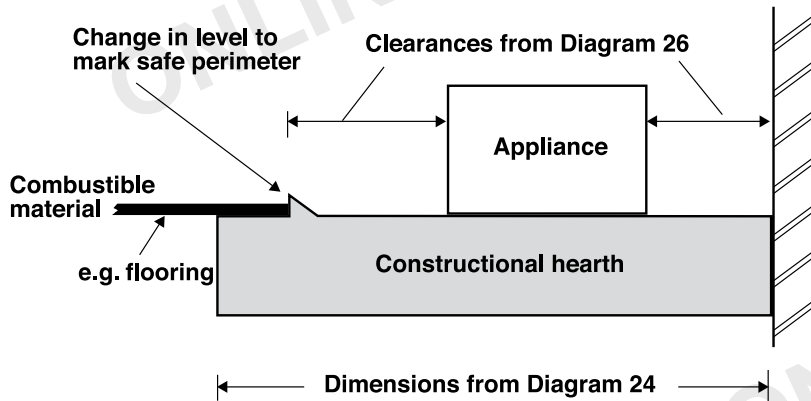 Change in level to
mark safe perimeter
Clearances from Diagram 26
Appliance
Combustible
material
e.g. flooring
Constructional hearth
Dimensions from Diagram 24